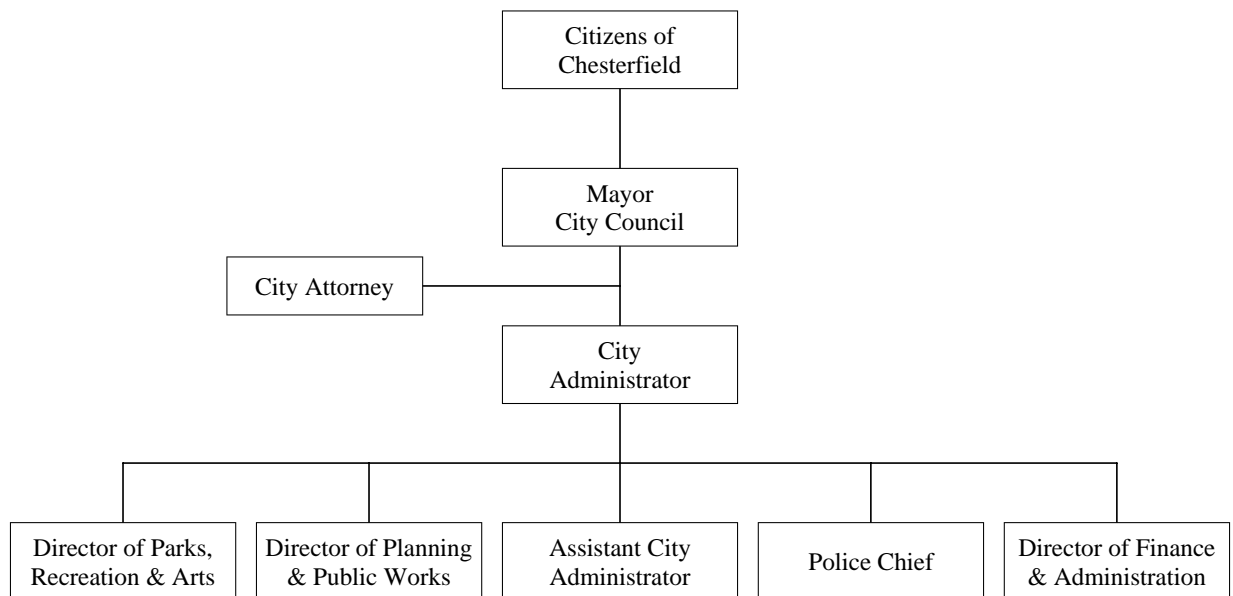 Citizens of
Chesterfield
Mayor
City Council
City Attorney
City
Administrator
Director of Parks,
Recreation & Arts
Director of Planning
& Public Works
Assistant City
Administrator
Police Chief
Director of Finance
& Administration